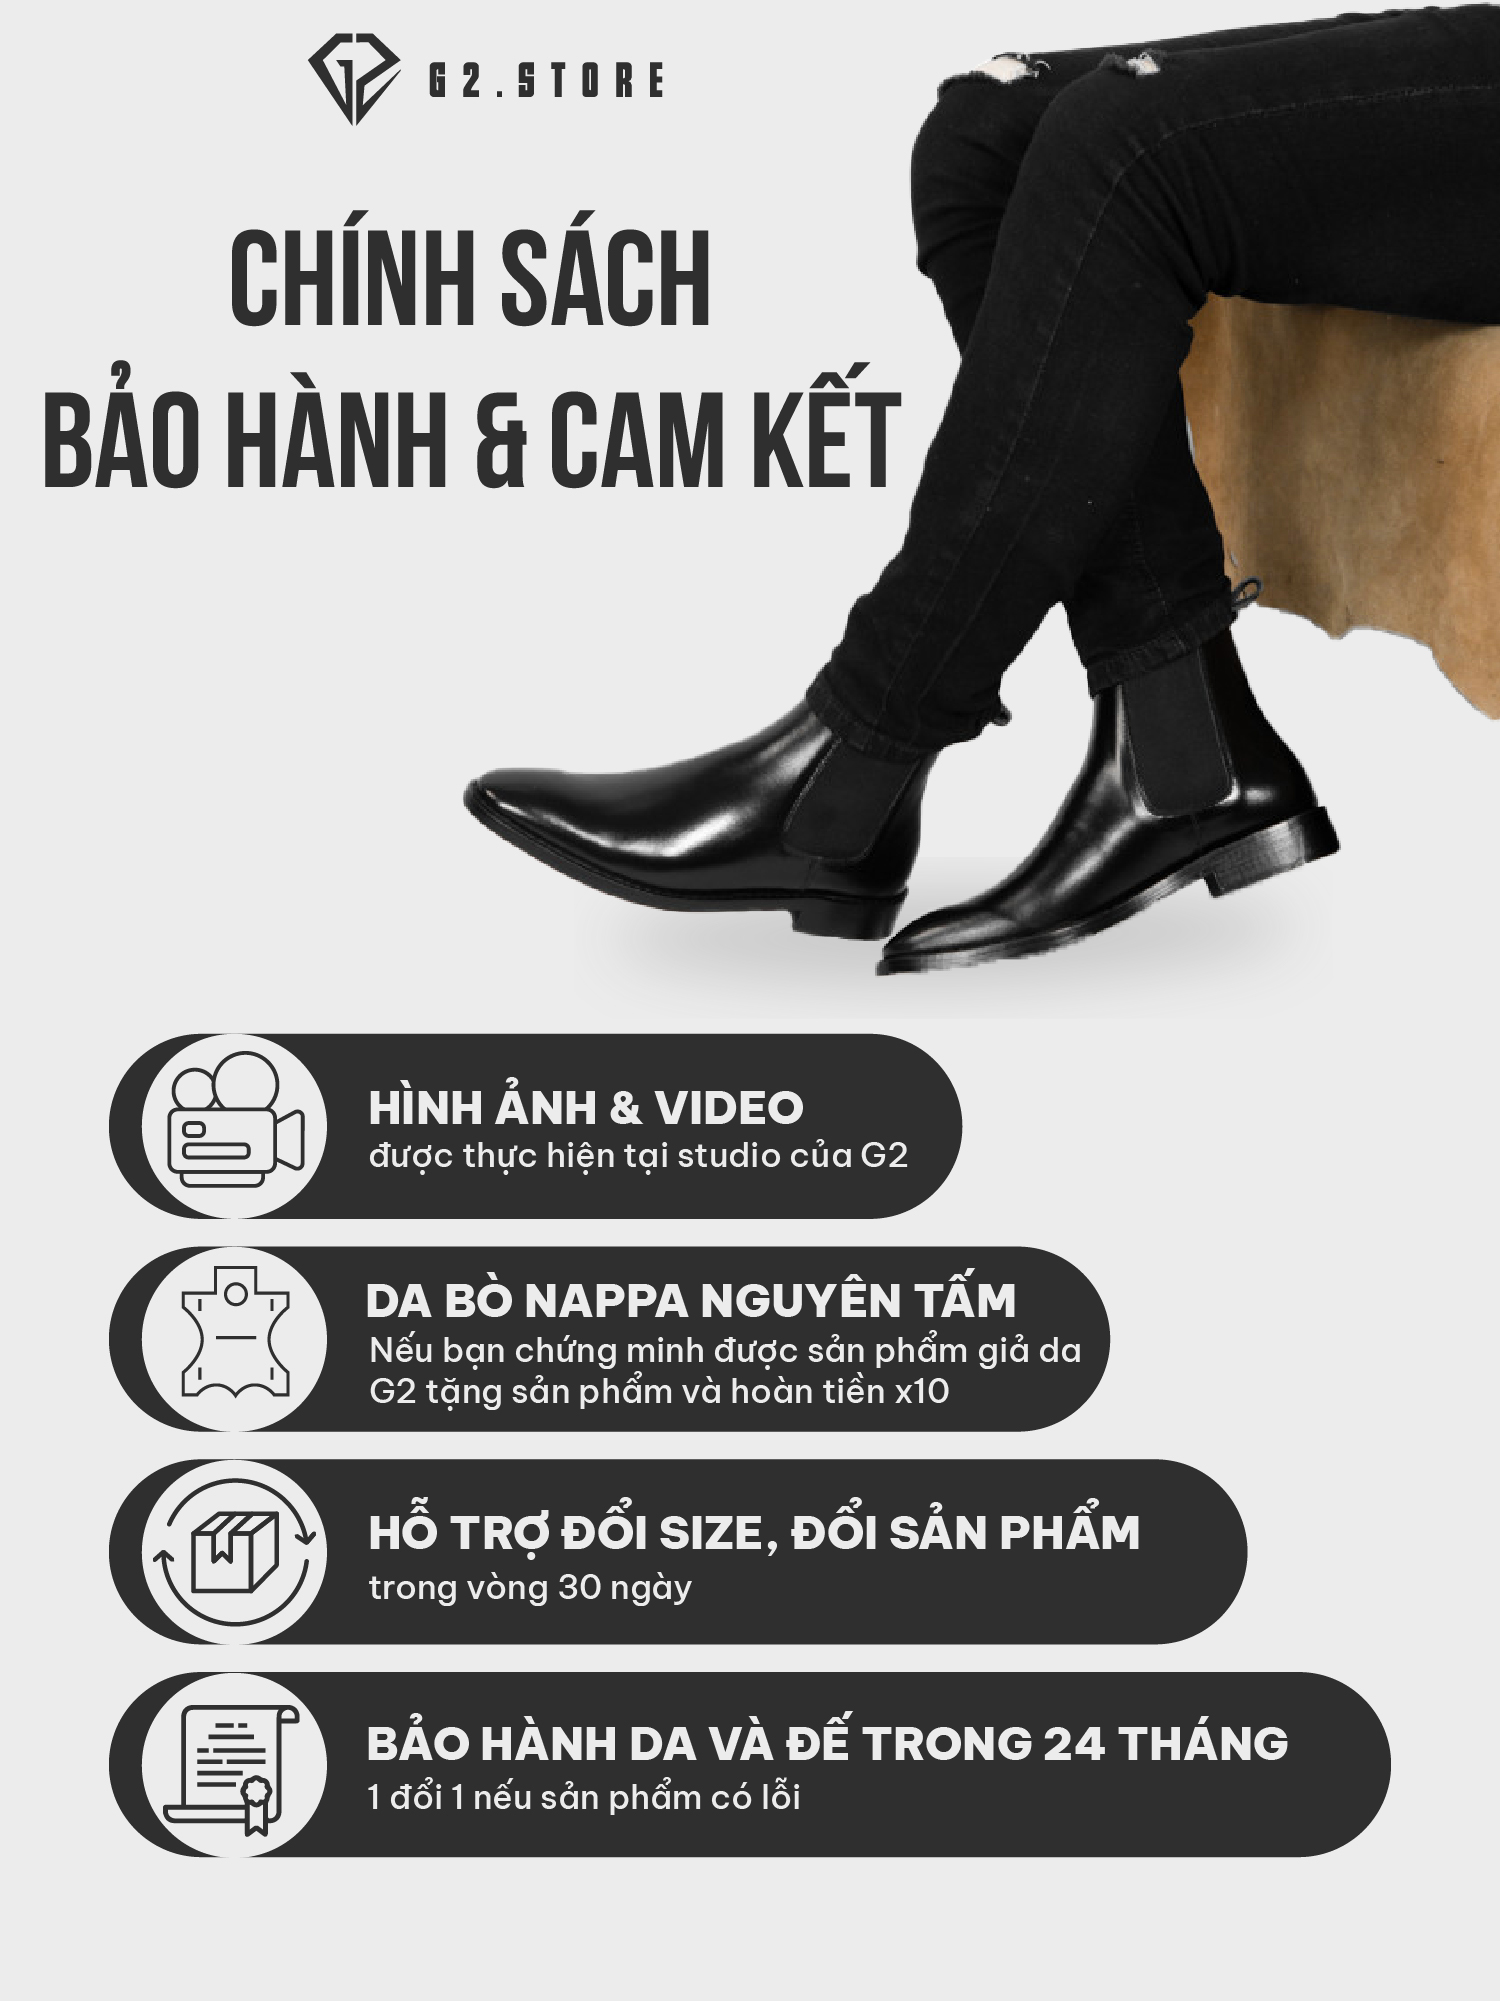 G2.STORE
CHÍNH SÁCH
BẢO HÀNH & CAM KẾT
HÌNH ẢNH & VIDEO
được thực hiện tại studio của G2
DA BÒ NAPPA NGUYÊN TẤM
Nếu bạn chứng minh được sản phẩm giả da
G2 tặng sản phẩm và hoàn tiền x10
HỖ TRỢ ĐỔI SIZE, ĐỔI SẢN PHẨM
trong vòng 30 ngày
BẢO HÀNH DA VÀ ĐẾ TRONG 24 THÁNG
1 đổi 1 nếu sản phẩm có lỗi